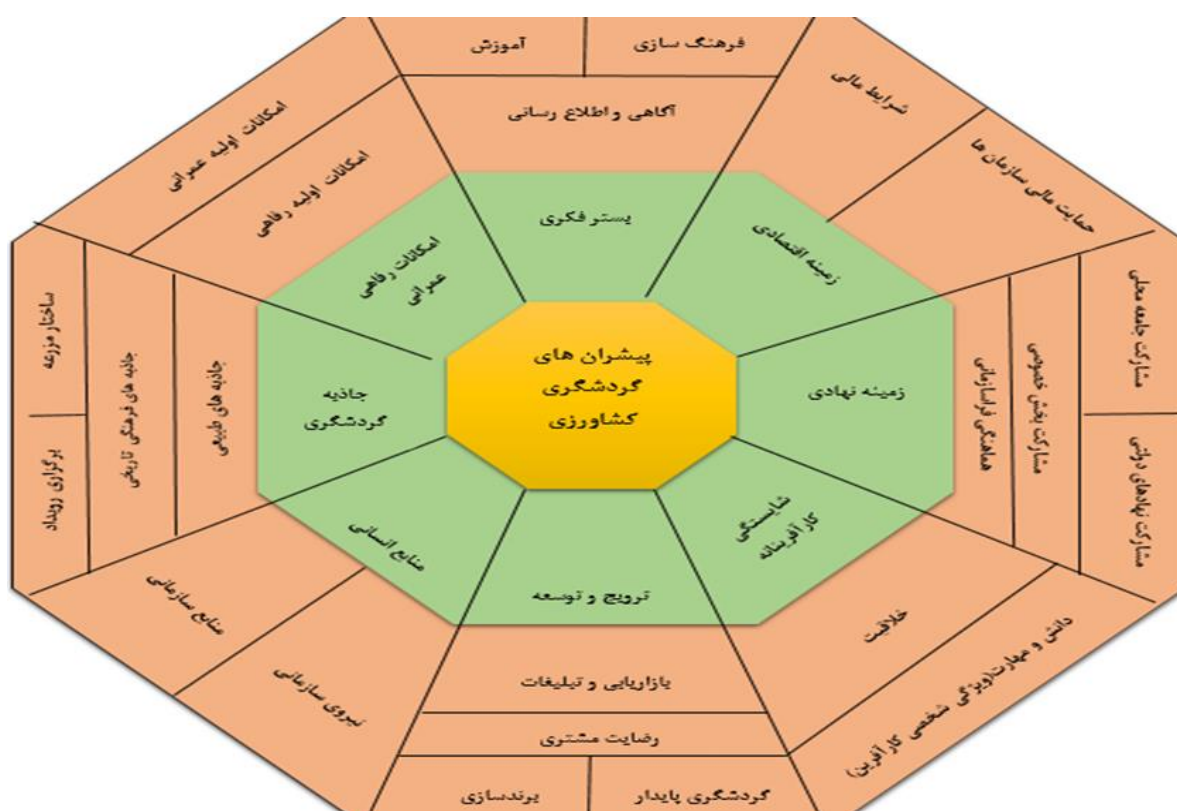 فرهنگ سازی
آموزش
آگاهی و اطلاع رسانی
بستر فکری
شرایط مالی
حمایت مالی سازمان ها
زمینه اقتصادی
مشارکت جامعه محلی
مشارکت نهادهای دولتی
مشارکت بخش خصوصی
هماهنگی فراسازمانی
زمینه نهادی
شایستگی
کارآفرینانه
خلاقیت
دانش و مهارت(ویژگی شخصی کارآفرین)
ترویج و توسعه
بازاریابی و تبلیغات
رضایت مشتری
گردشگری پایدار
برندسازی
منابع انسانی
منابع سازمانی
نیروی سازمانی
جاذبه
گردشگری
جاذبه های طبیعی
جاذبه های فرهنگی تاریخی
ساختار مزرعه
برگزاری رویداد
امکانات رفاهی
عمرانی
امکانات اولیه رفاهی
امکانات اولیه عمرانی
پیشران های
گردشگری
کشاورزی